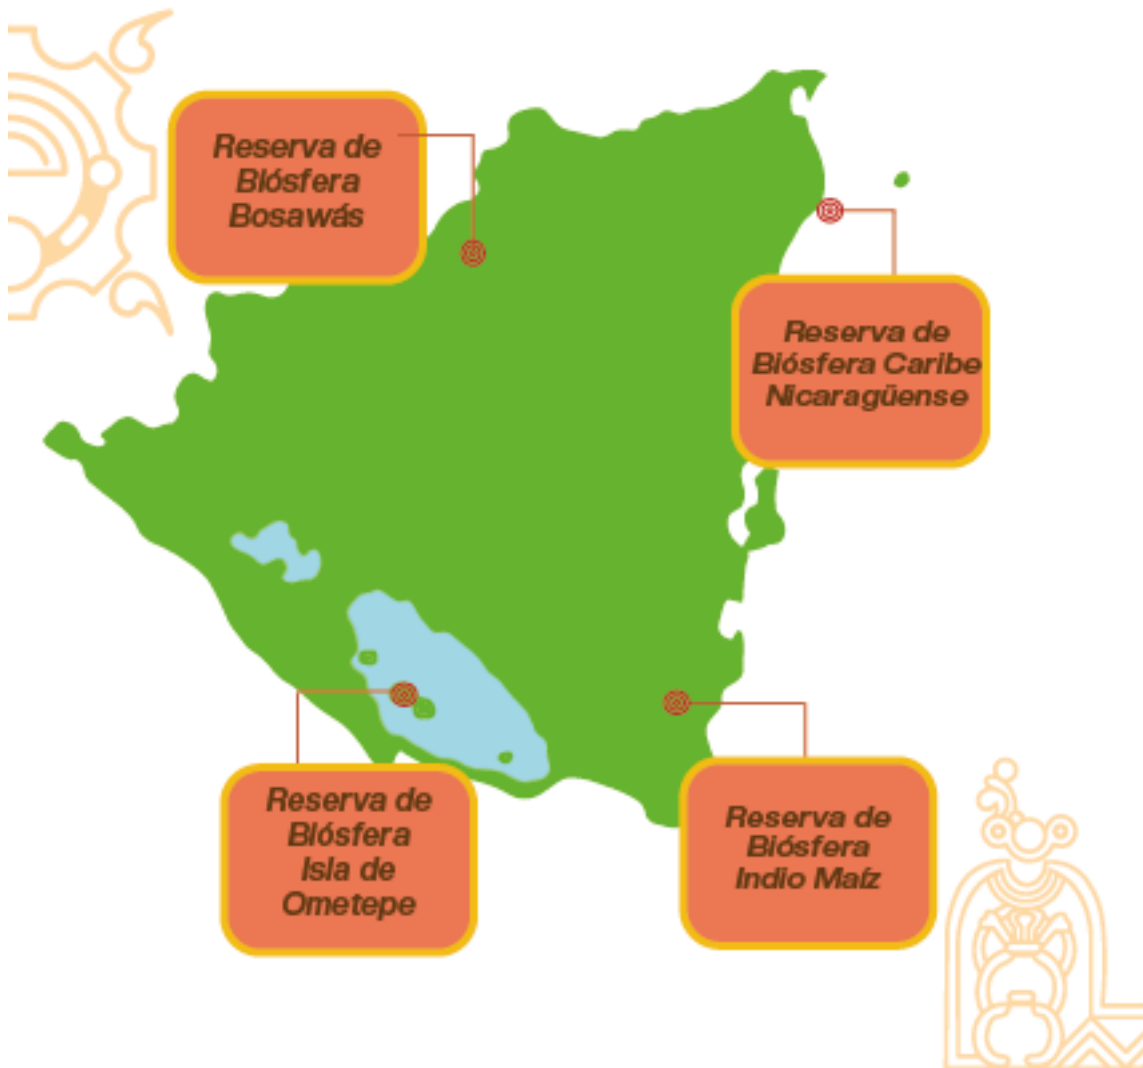 Reserva de
Biósfera
Bosawás
Reserva de
Biósfera Caribe
Nicaragüense
Reserva de
Biósfera
Isla de
Ometepe
Reserva de
Biósfera
Indio Maíz